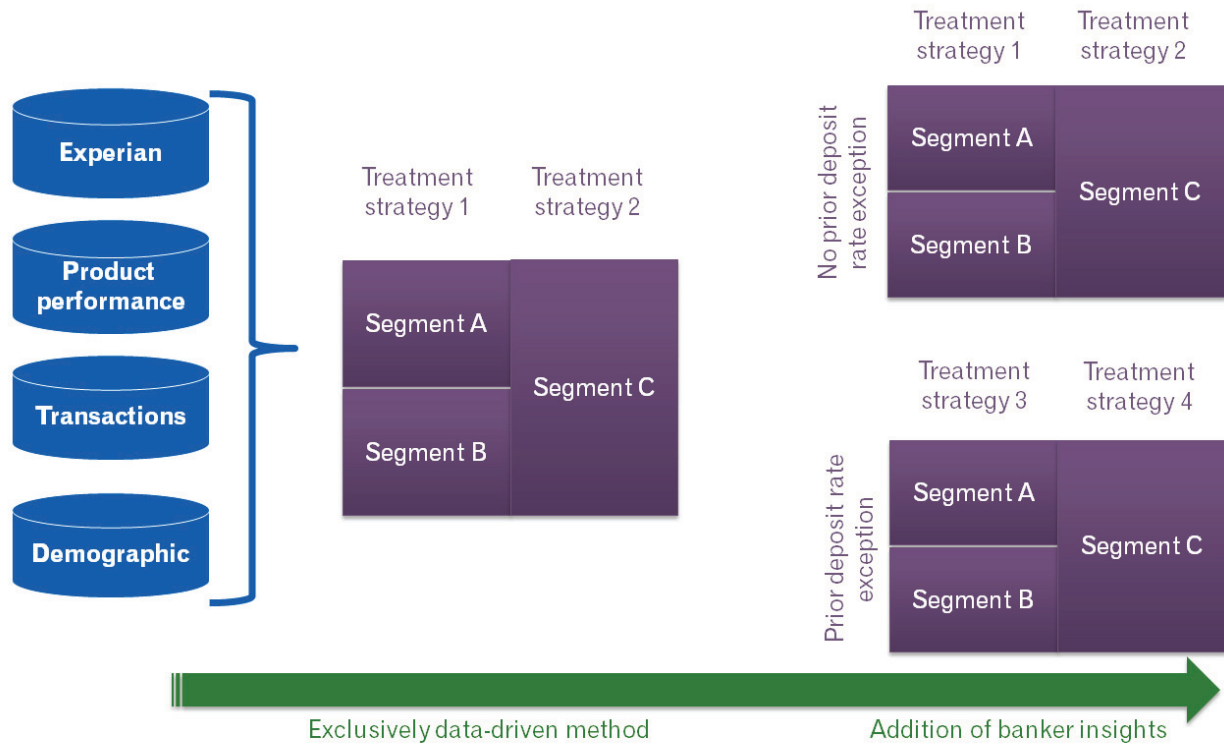 Experian
Product
performance
Transactions
Demographic
Treatment
strategy 1
Treatment
strategy 2
Segment A
Segment B
Segment C
Treatment
strategy 1
Treatment
strategy 2
No prior deposit
rate exception
Segment A
Segment B
Segment C
Treatment
strategy 3
Treatment
strategy 4
Prior deposit rate
exception
Segment A
Segment B
Segment C
Exclusively data-driven method
Addition of banker insights